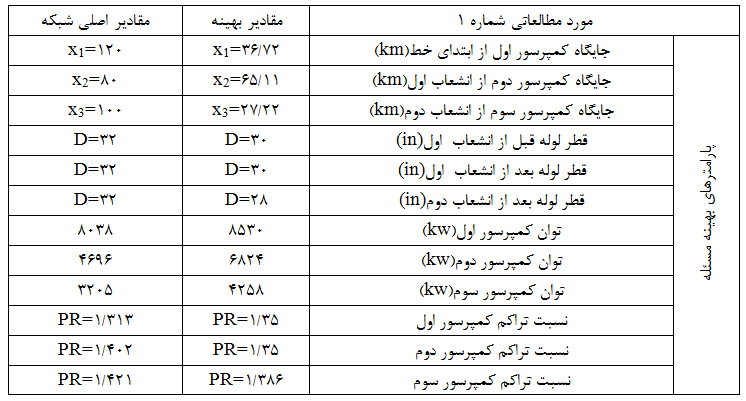 مورد مطالعاتی شماره ۱ مقادیر بهینه مقادیر اصلی شبکه
پارامترهای بهینه مسئله
جایگاه کمپرسور اول از ابتدای خط(km) x1=۳۶/۷۲ x1=۱۲۰
جایگاه کمپرسور دوم از انشعاب اول(km) x2=۶۵/۱۱ x2=۸۰
جایگاه کمپرسور سوم از انشعاب دوم(km) x3=۲۷/۲۲ x3=۱۰۰
قطر لوله قبل از انشعاب اول(in) D=۳۰ D=۳۲
قطر لوله بعد از انشعاب اول(in) D=۳۰ D=۳۲
قطر لوله بعد از انشعاب دوم(in) D=۲۸ D=۳۲
توان کمپرسور اول(kw) ۸۵۳۰ ۸۰۳۸
توان کمپرسور دوم(kw) ۶۸۲۴ ۴۶۹۶
توان کمپرسور سوم(kw) ۴۲۵۸ ۳۲۰۵
نسبت تراکم کمپرسور اول PR=۱/۳۵ PR=۱/۳۱۳
نسبت تراکم کمپرسور دوم PR=۱/۳۵ PR=۱/۴۰۲
نسبت تراکم کمپرسور سوم PR=۱/۳۸۶ PR=۱/۴۲۱